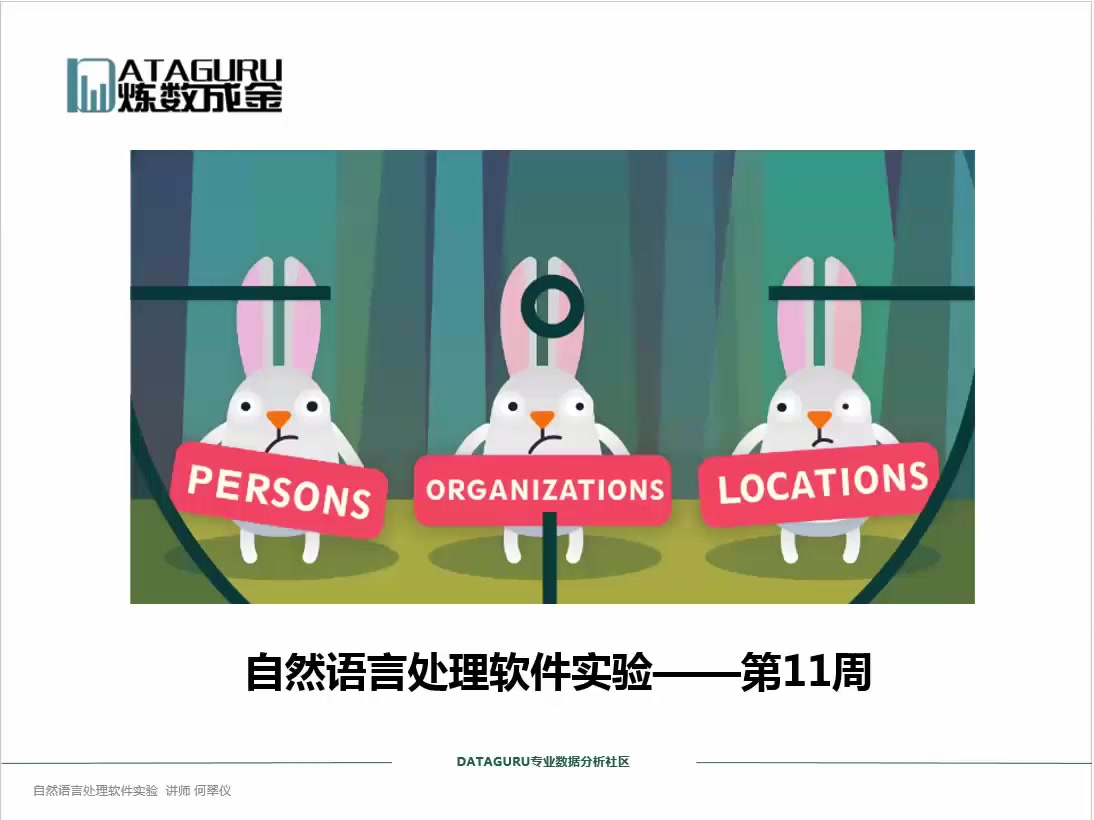 DATAGURU
炼数成金
PERSONS
ORGANIZATIONS
LOCATIONS
自然语言处理软件实验——第11周
DATAGURU专业数据分析社区
自然语言处理软件实验 讲师 何翠仪